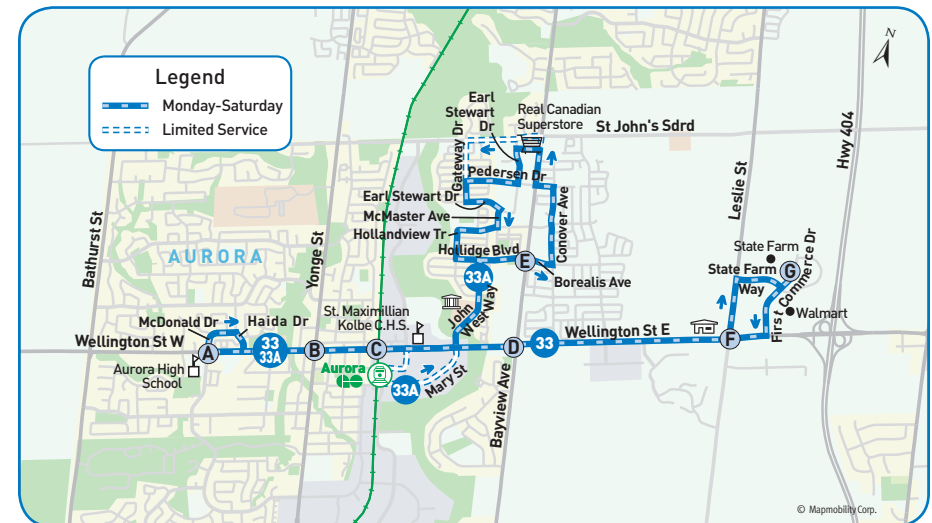 N
Legend
Monday-Saturday
Limited Service
Earl
Stewart
Dr
Real Canadian
Superstore
St John's Sdrd
Hwy 404
Gateway Dr
Pedersen Dr
Leslie St
Earl Stewart Dr
McMaster Ave
Hollandview Tr
Conover Ave
Bathurst St
Yonge St
AURORA
Hollidge Blvd
E
Borealis Ave
State Farm
State Farm
Way
G
First Commerce Dr
Walmart
33A
John
West Way
McDonald Dr
Haida Dr
St. Maximillian
Kolbe C.H.S.
Wellington St W
A
33
33A
B
C
D
33
Wellington St E
F
Aurora High
School
Aurora
GO
33A
Mary St
Bayview Ave
© Mapmobility Corp.